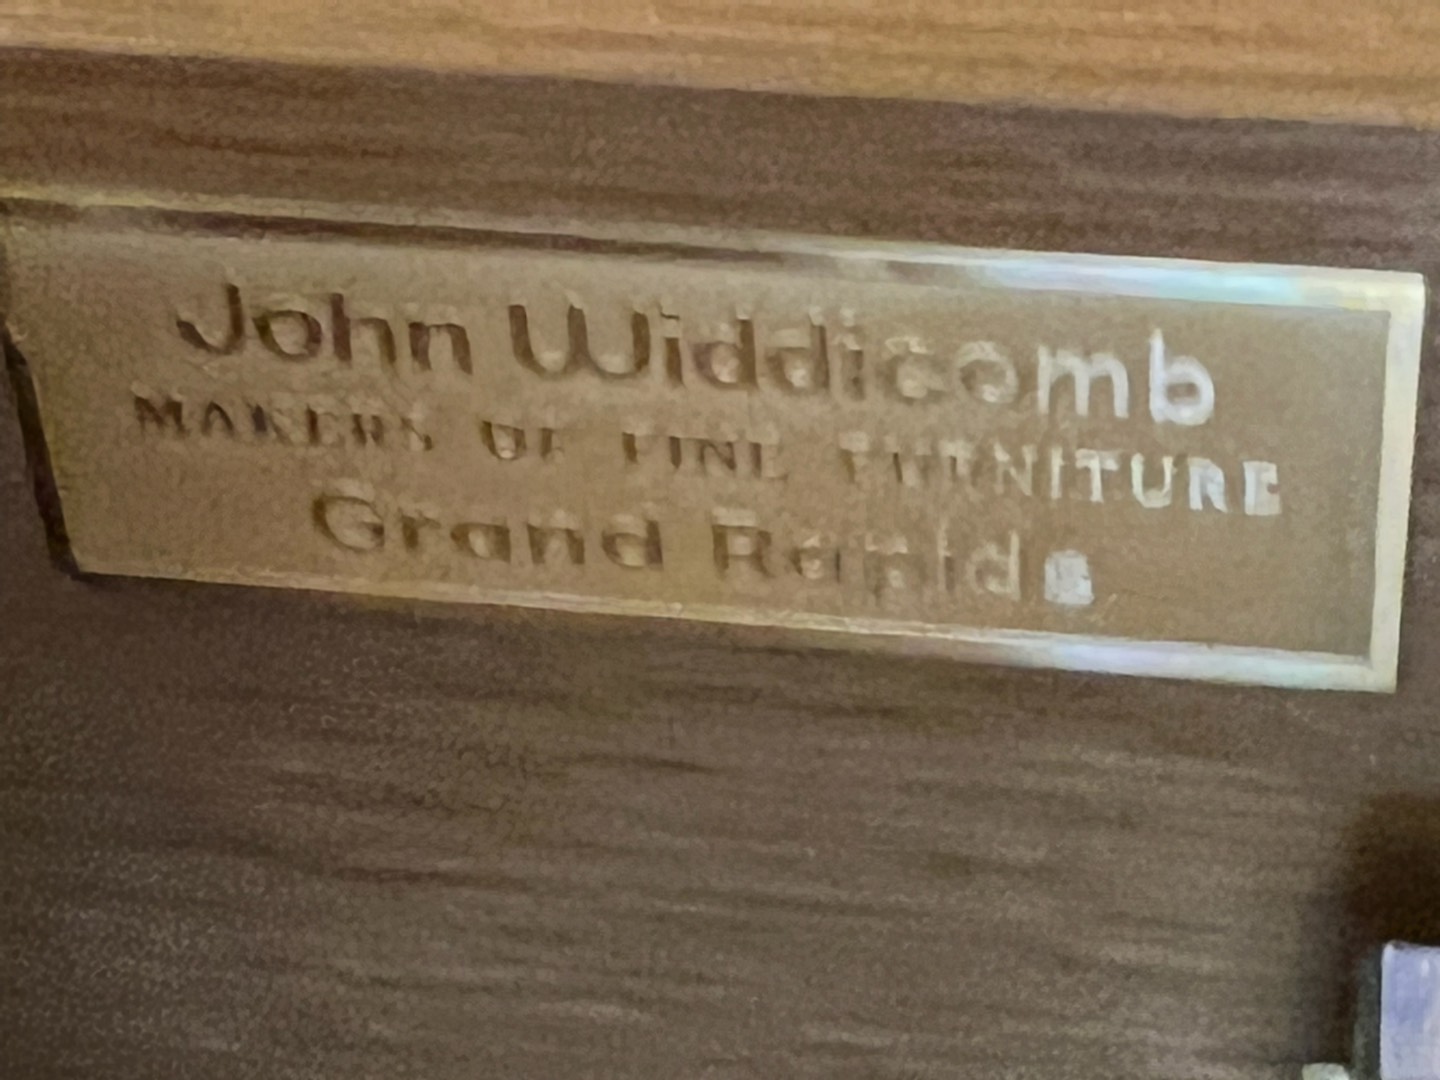 John Widdicomb
MAKERS OF FINE FURNITURE
Grand Rapids